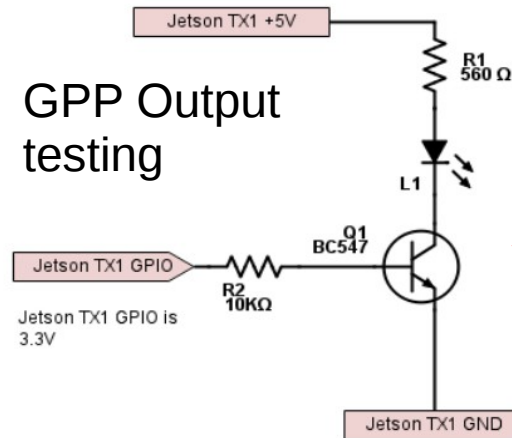 Jetson TX1 +5V
R1
560 Ω
GPP Output
testing
L1
Q1
BC547
Jetson TX1 GPIO
R2
10KΩ
Jetson TX1 GPIO is
3.3V
Jetson TX1 GND